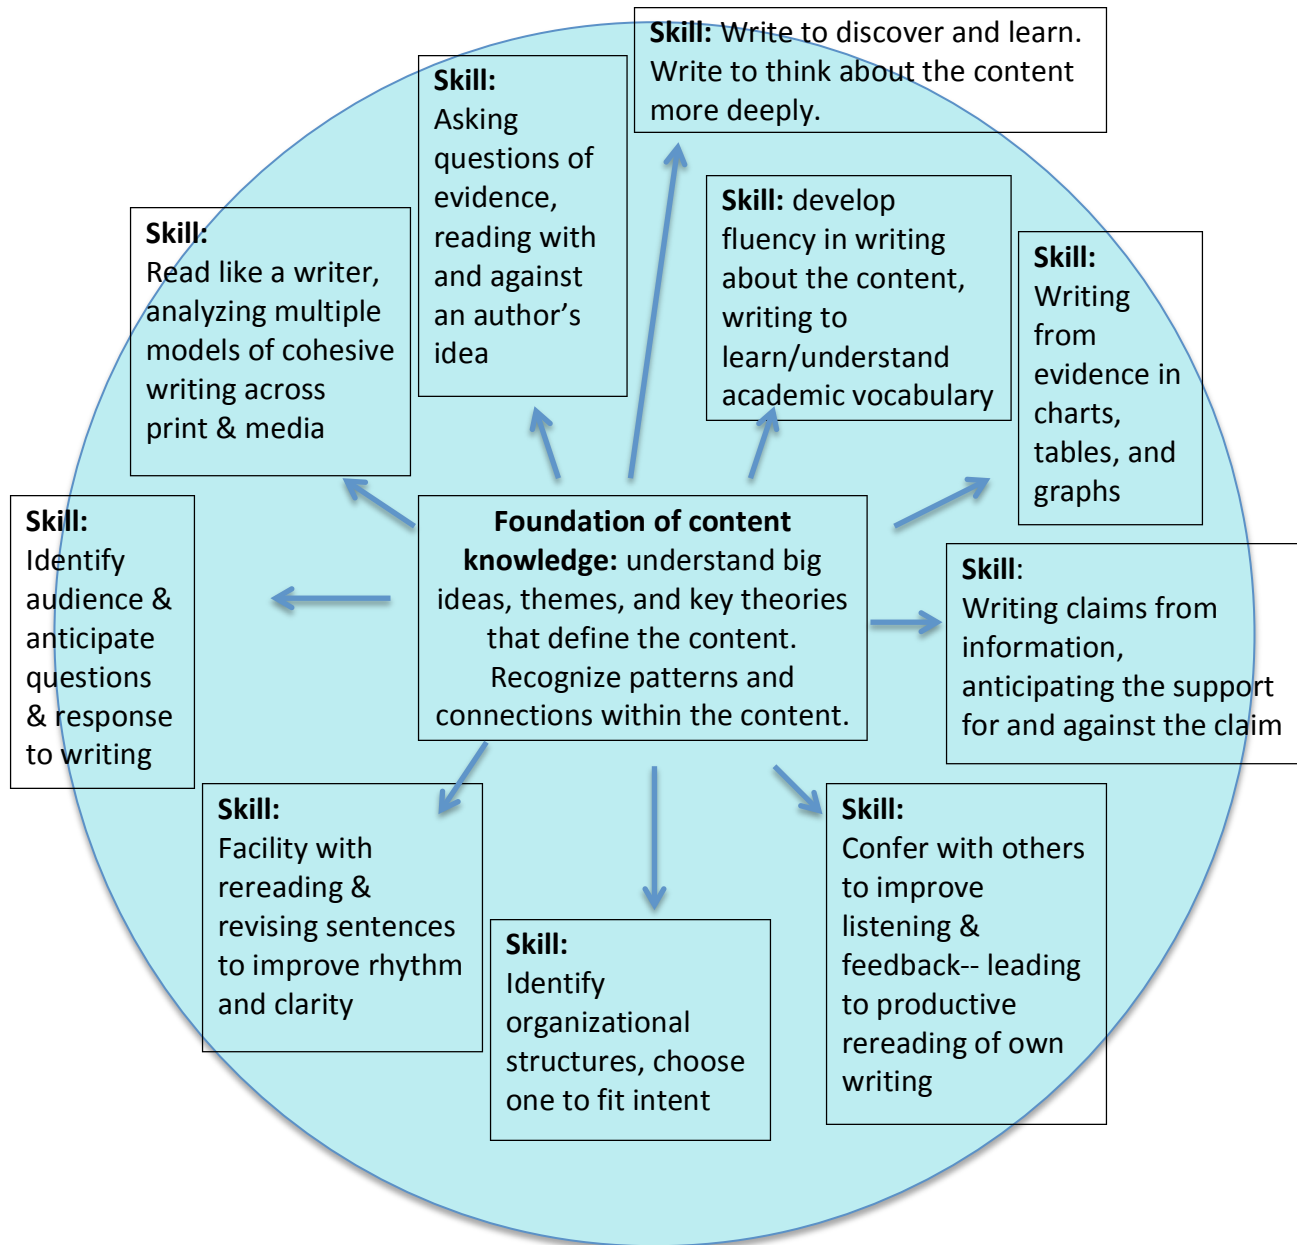 Skill: Write to discover and learn.
Write to think about the content
more deeply.
Skill:
Asking
questions of
evidence,
reading with
and against
an author’s
idea
Skill: develop
fluency in writing
about the content,
writing to
learn/understand
academic vocabulary
Skill:
Read like a writer,
analyzing multiple
models of cohesive
writing across
print & media
Skill:
Writing
from
evidence in
charts,
tables, and
graphs
Skill:
Identify
audience &
anticipate
questions
& response
to writing
Foundation of content
knowledge: understand big
ideas, themes, and key theories
that define the content.
Recognize patterns and
connections within the content.
Skill:
Writing claims from
information,
anticipating the support
for and against the claim
Skill:
Facility with
rereading &
revising sentences
to improve rhythm
and clarity
Skill:
Identify
organizational
structures, choose
one to fit intent
Skill:
Confer with others
to improve
listening &
feedback-- leading
to productive
rereading of own
writing